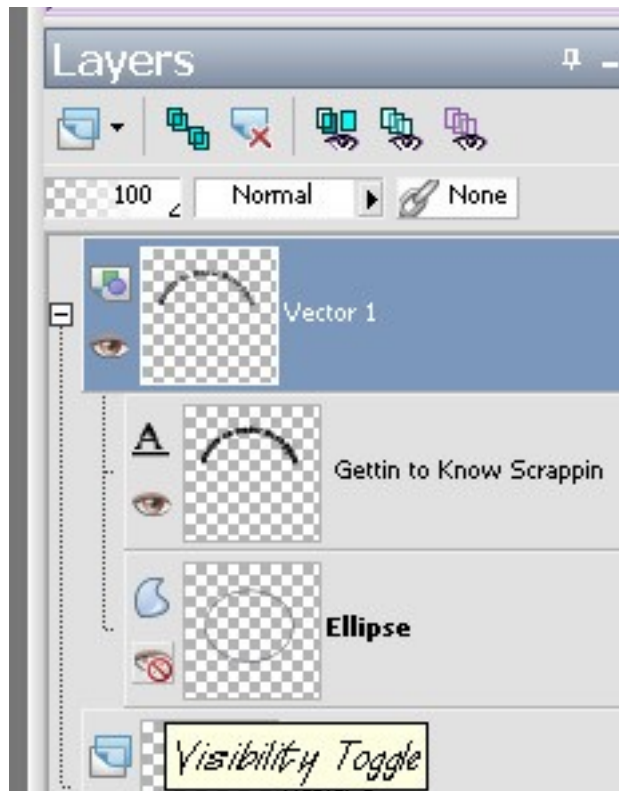 Layers
100 Normal None
Vector 1
A
Gettin to Know Scrappin
Ellipse
Visibility Toggle